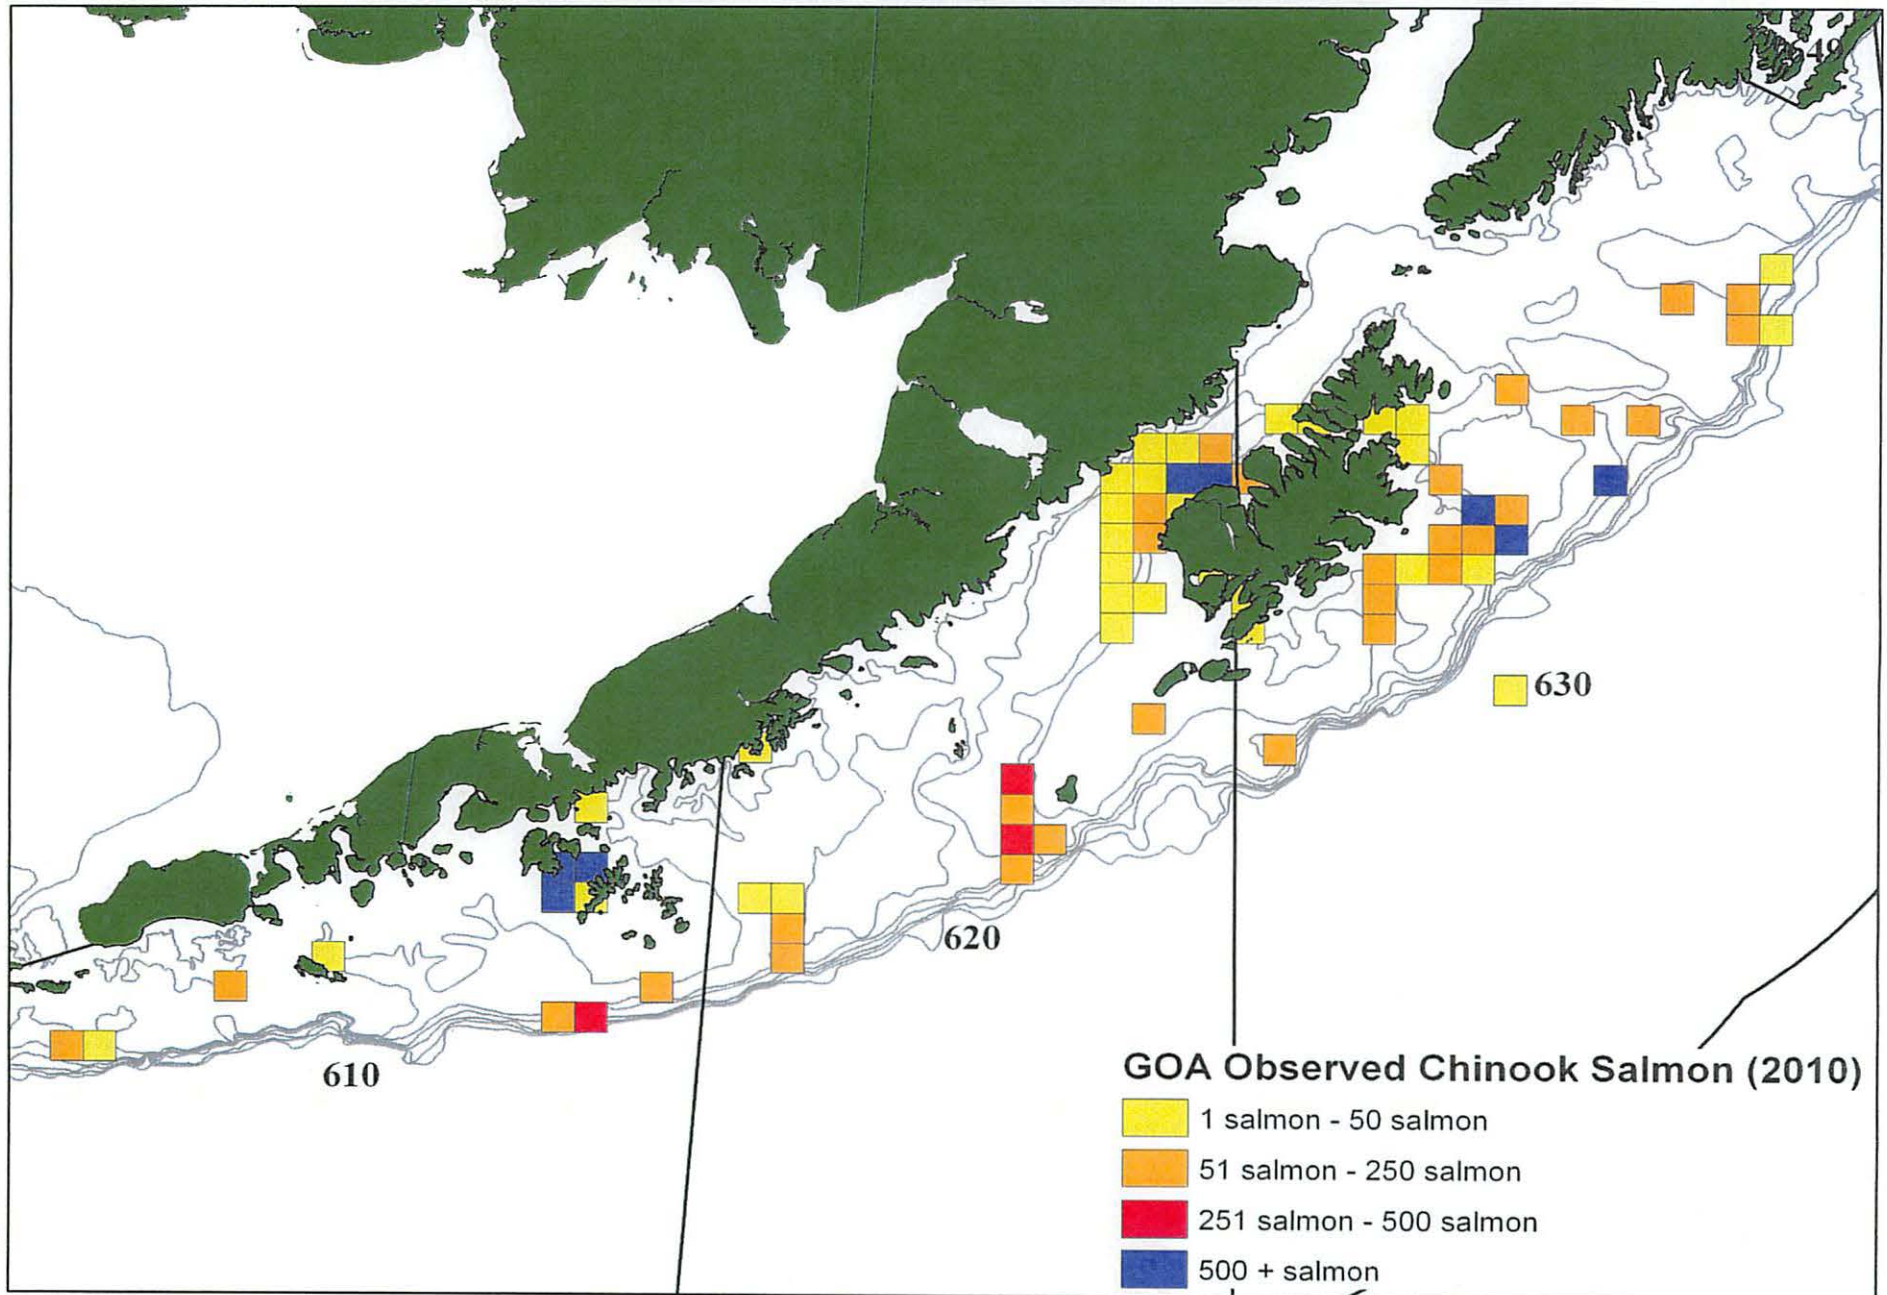 49
630
620
610
GOA Observed Chinook Salmon (2010)
1 salmon - 50 salmon
51 salmon - 250 salmon
251 salmon - 500 salmon
500 + salmon